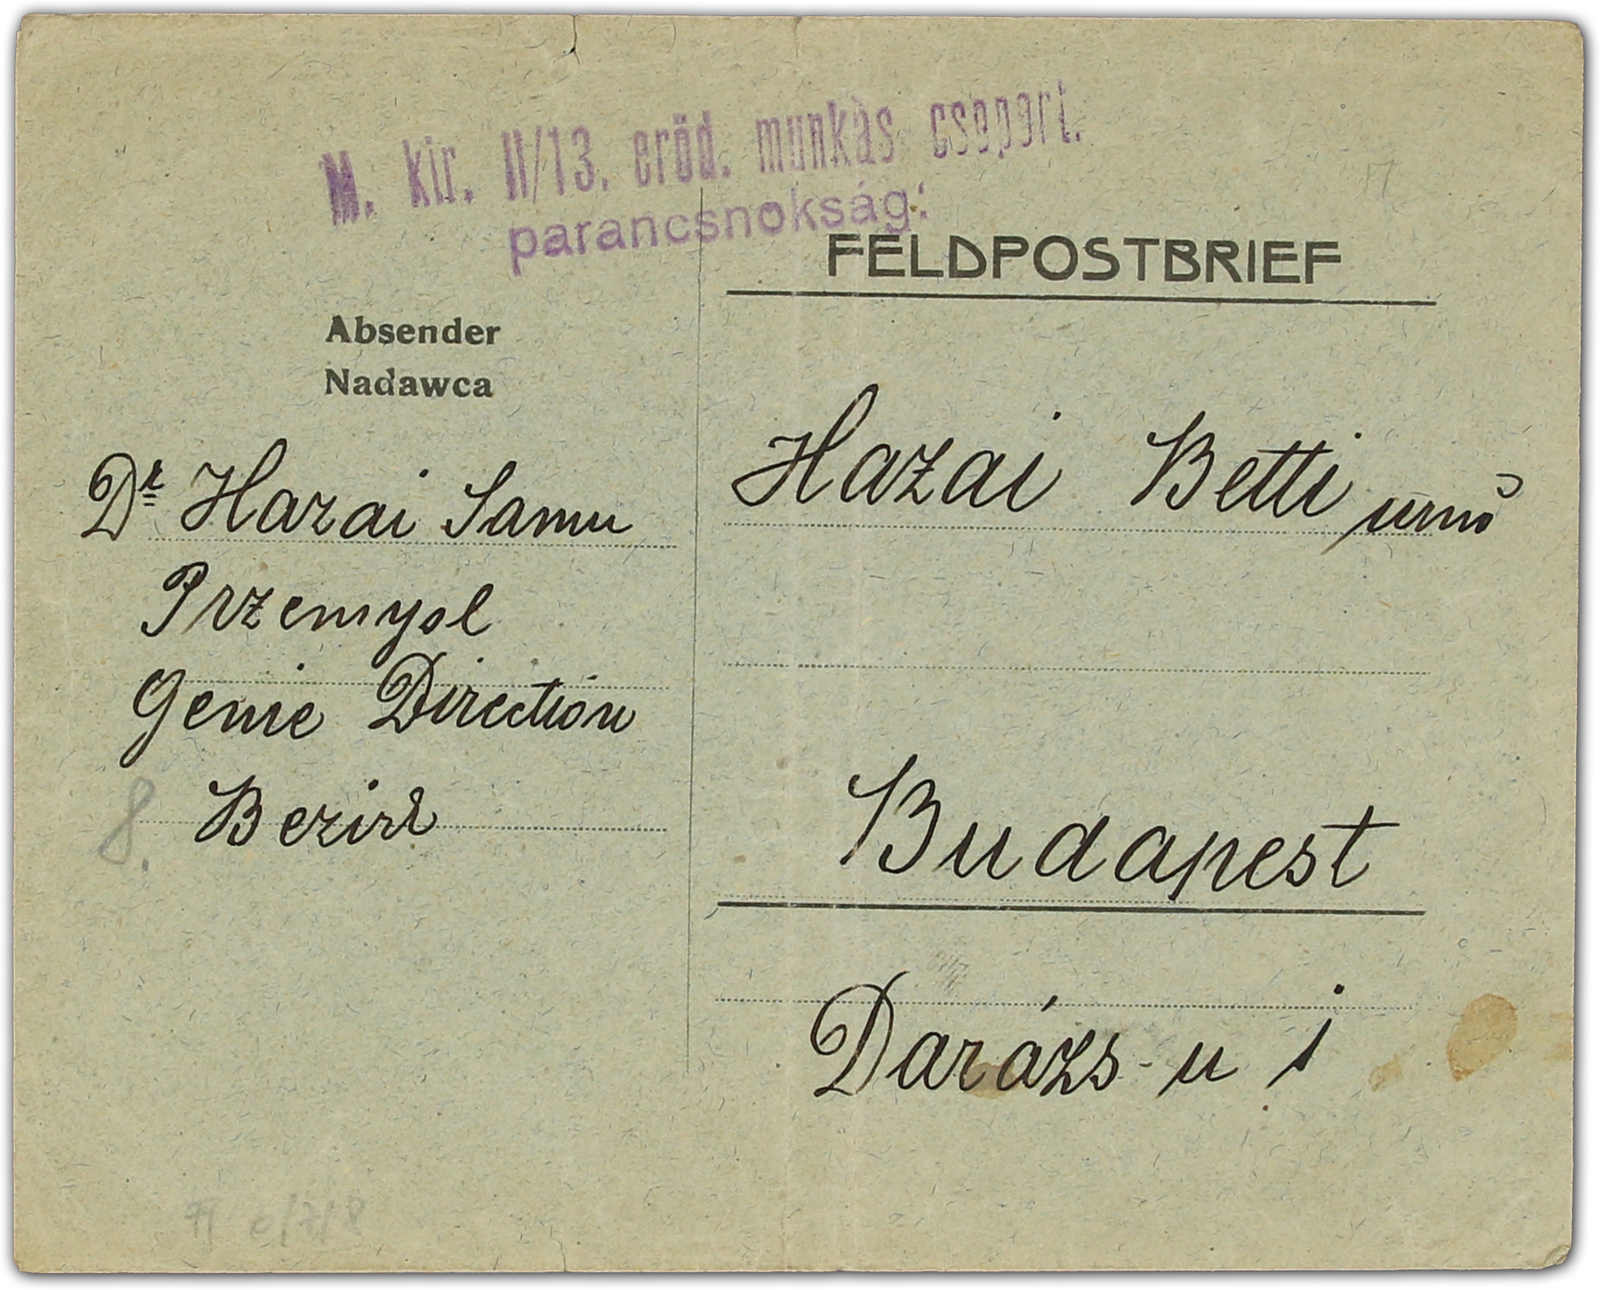 M. kir. II/13. eröd. munkás csoport.
parancsnokság.
FELDPOSTBRIEF
Absender
Nadawca
Dr Hazai Samu
Przemysl
Genie Direction
8. Bezirk
Hazai Betti urnő
Budapest
Darázs-u 1